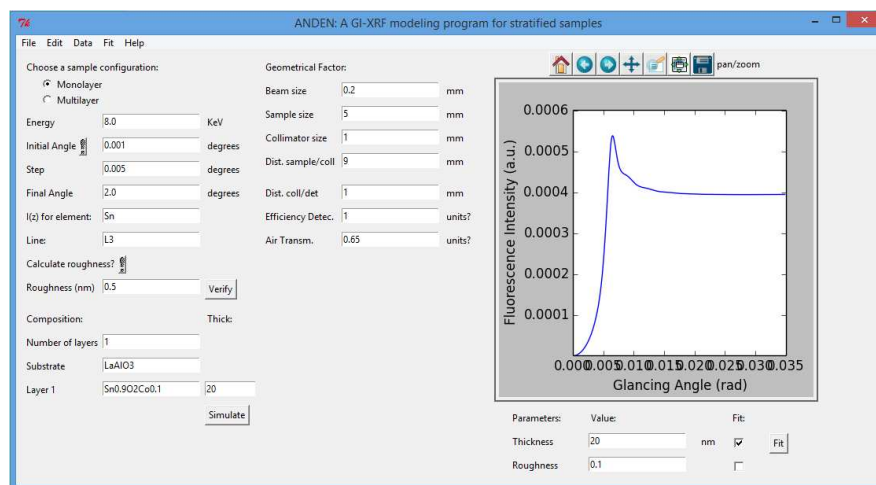 ANDEN: A GI-XRF modeling program for stratified samples
File Edit Data Fit Help
Choose a sample configuration:
Monolayer
Multilayer
Energy 8.0 KeV
Initial Angle 0.001 degrees
Step 0.005 degrees
Final Angle 2.0 degrees
I(z) for element: Sn
Line: L3
Calculate roughness?
Roughness (nm) 0.5 Verify
Composition: Thick:
Number of layers 1
Substrate LaAlO3
Layer 1 Sn0.9O2Co0.1 20
Simulate
Geometrical Factor:
Beam size 0.2 mm
Sample size 5 mm
Collimator size 1 mm
Dist. sample/coll 9 mm
Dist. coll/det 1 mm
Efficiency Detec. 1 units?
Air Transm. 0.65 units?
pan/zoom
Fluorescence Intensity (a.u.)
0.0006
0.0005
0.0004
0.0003
0.0002
0.0001
0.000 0.005 0.010 0.015 0.020 0.025 0.030 0.035
Glancing Angle (rad)
Parameters: Value: Fit:
Thickness 20 nm Fit
Roughness 0.1